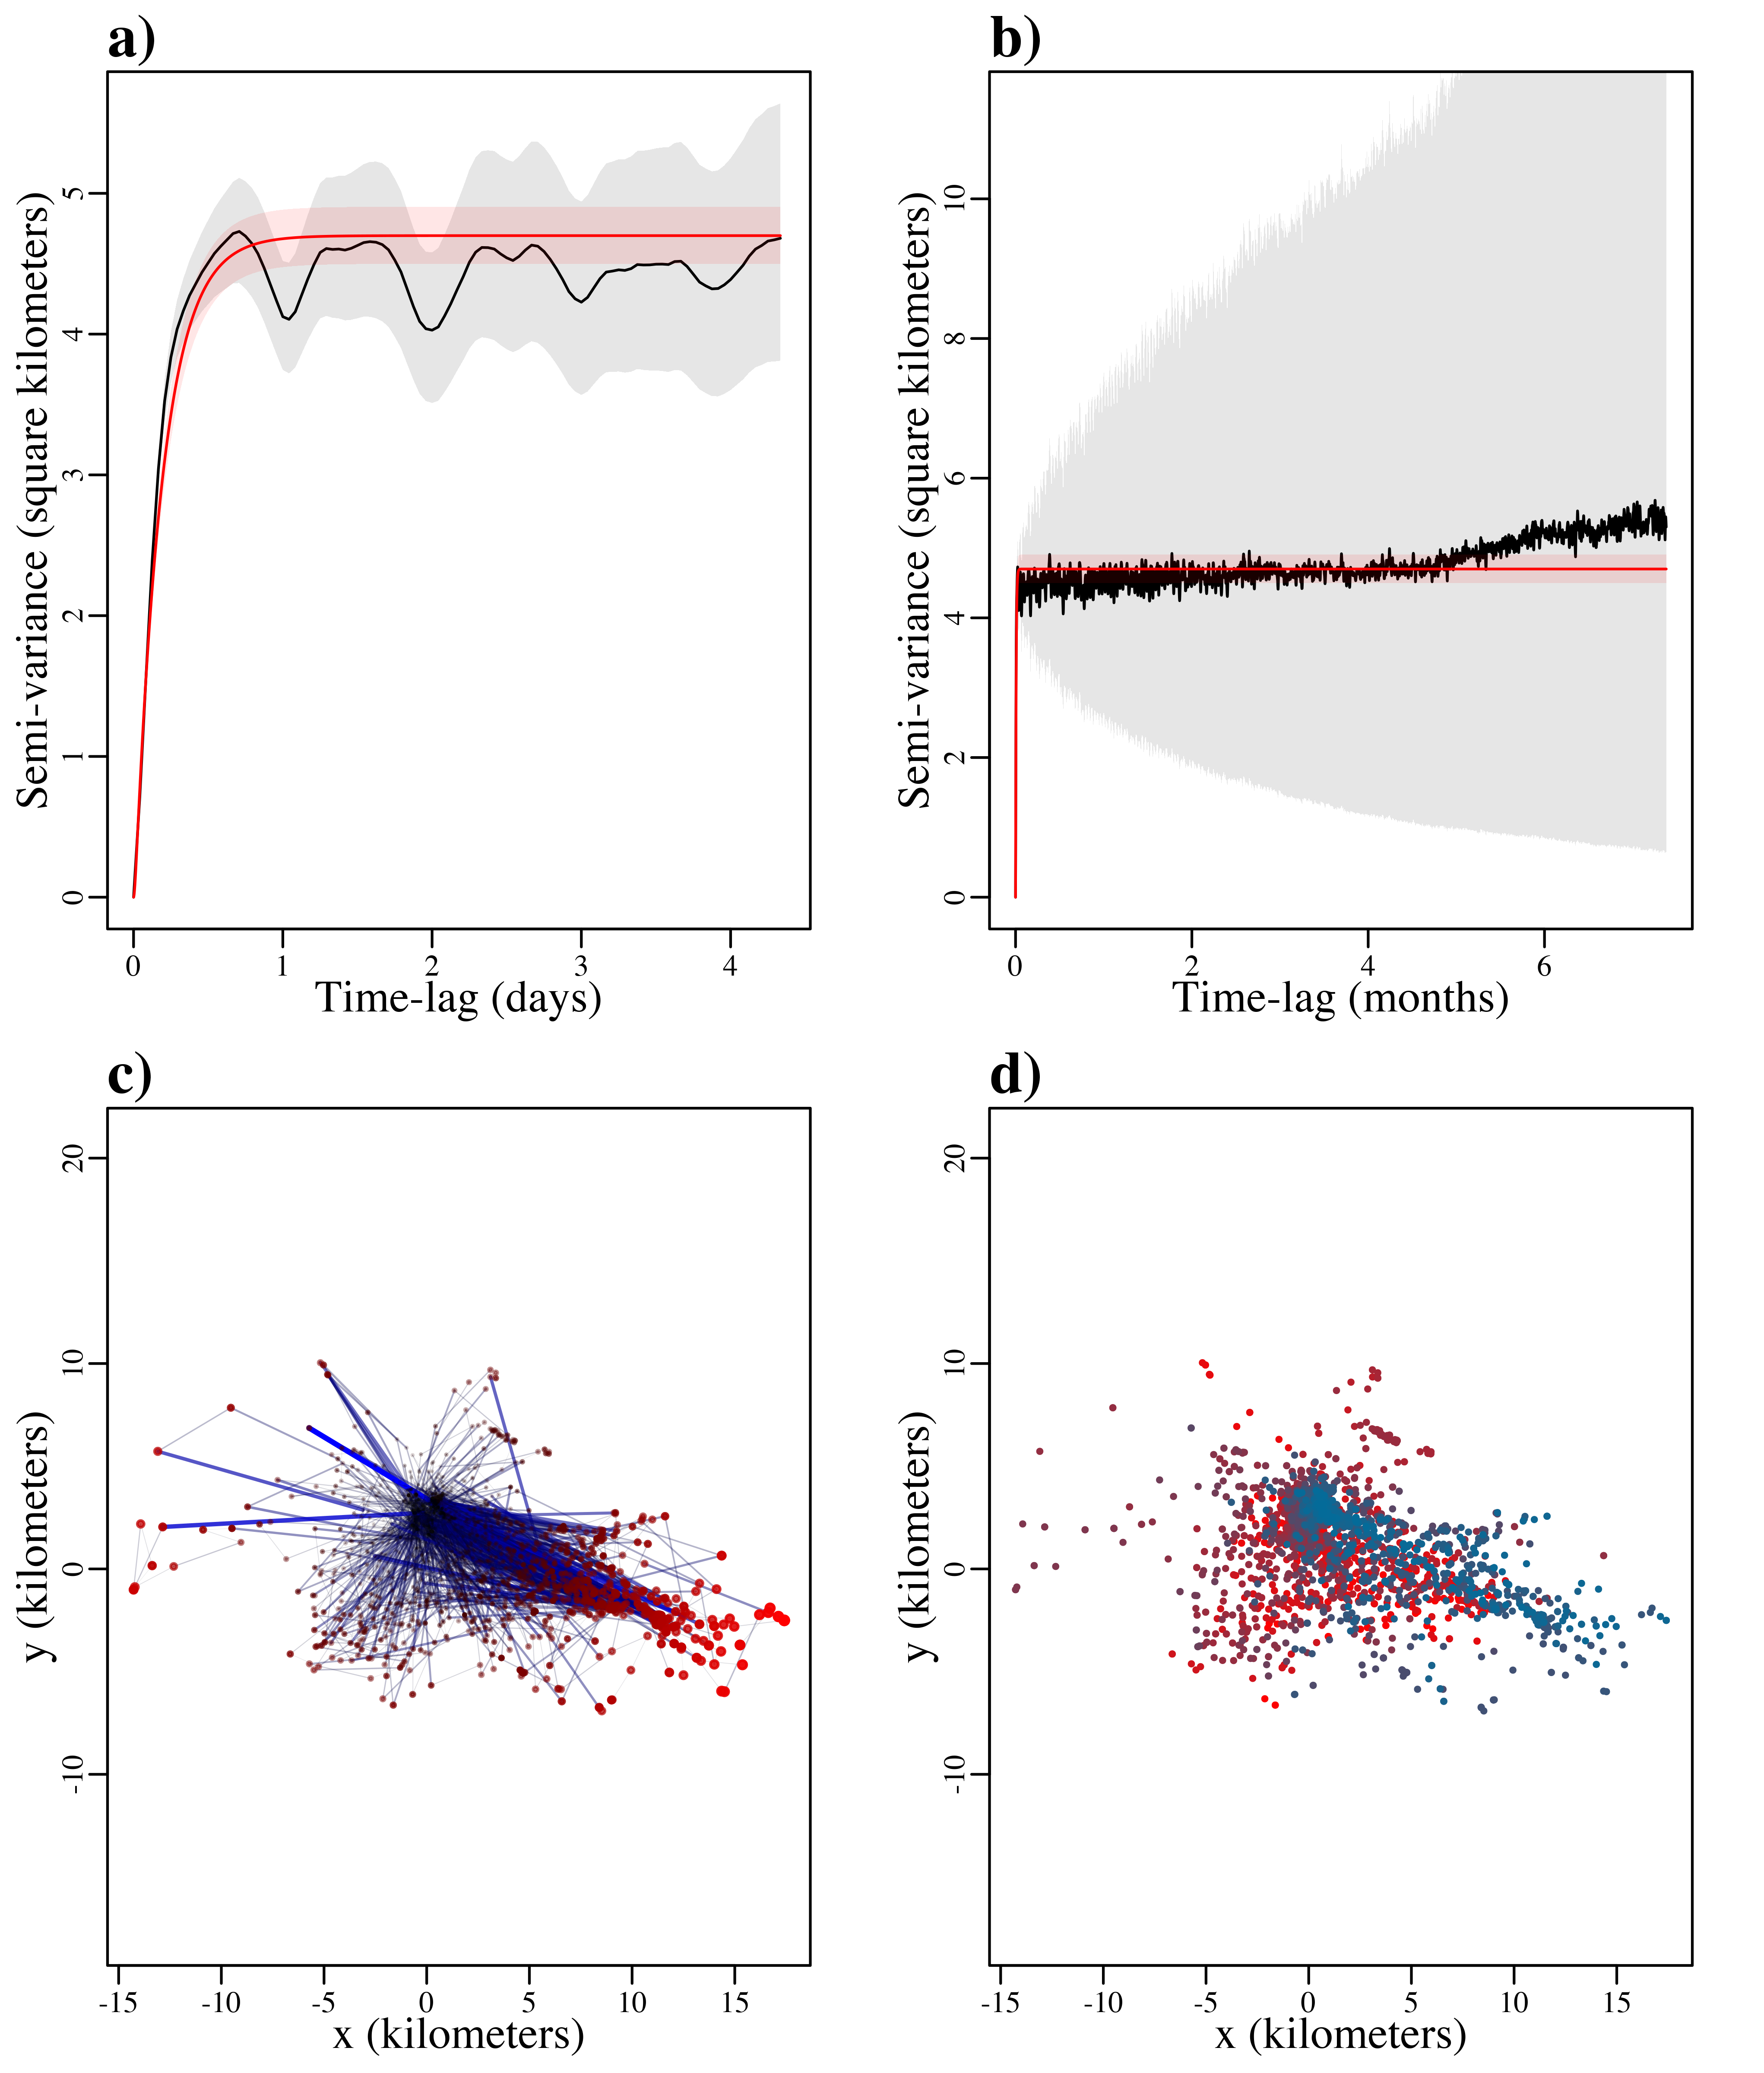 a)
Semi-variance (square kilometers)
0 1 2 3 4 5
0 1 2 3 4
Time-lag (days)
b)
Semi-variance (square kilometers)
0 2 4 6 8 10
0 2 4 6
Time-lag (months)
c)
y (kilometers)
-10 0 10 20
-15 -10 -5 0 5 10 15
x (kilometers)
d)
y (kilometers)
-10 0 10 20
-15 -10 -5 0 5 10 15
x (kilometers)